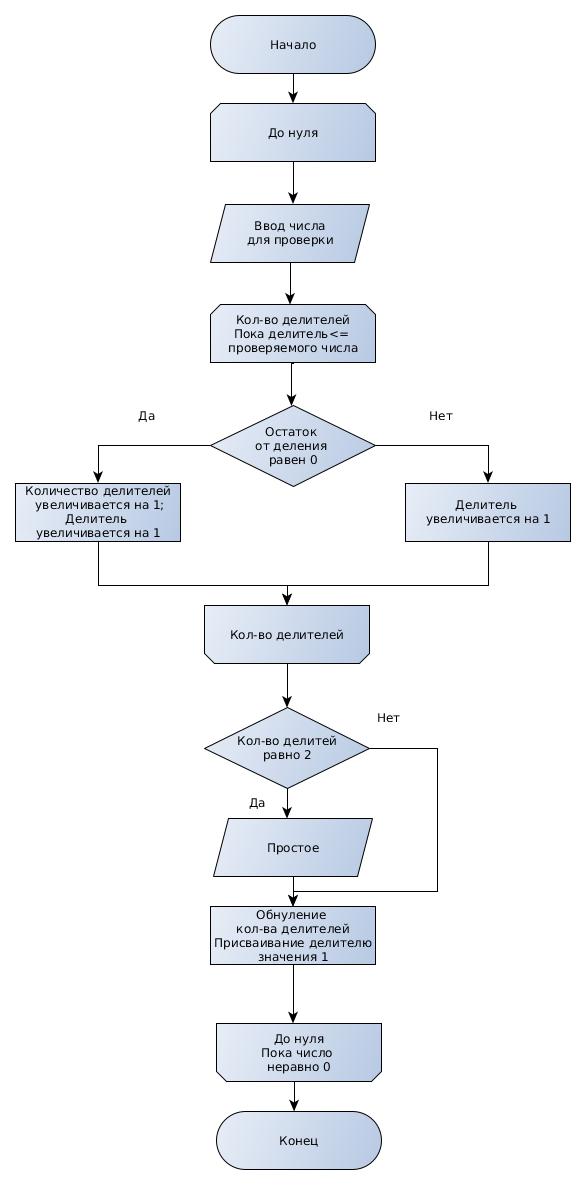 Начало
До нуля
Ввод числа
для проверки
Кол-во делителей
Пока делитель<=
проверяемого числа
Да
Нет
Остаток
от деления
равен 0
Количество делителей
увеличивается на 1;
Делитель
увеличивается на 1
Делитель
увеличивается на 1
Кол-во делителей
Нет
Кол-во делитей
равно 2
Да
Простое
Обнуление
кол-ва делителей
Присваивание делителю
значения 1
До нуля
Пока число
неравно 0
Конец